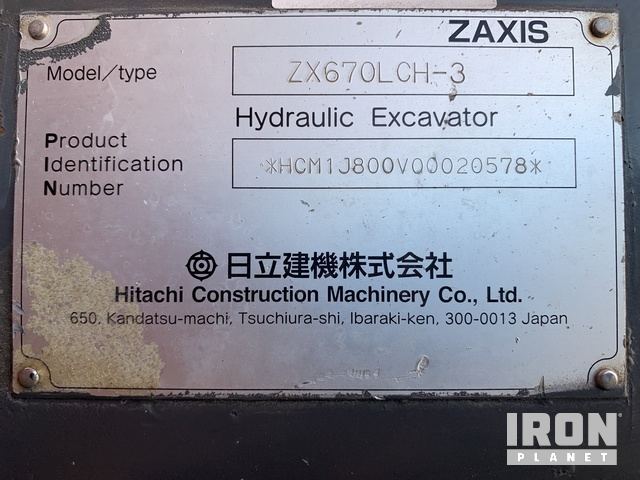 ZAXIS
Model/type ZX670LCH-3
Hydraulic Excavator
Product
Identification *HCM1J800V00020578*
Number
日立建機株式会社
Hitachi Construction Machinery Co., Ltd.
650, Kandatsu-machi, Tsuchiura-shi, Ibaraki-ken, 300-0013 Japan
IRON
PLANET